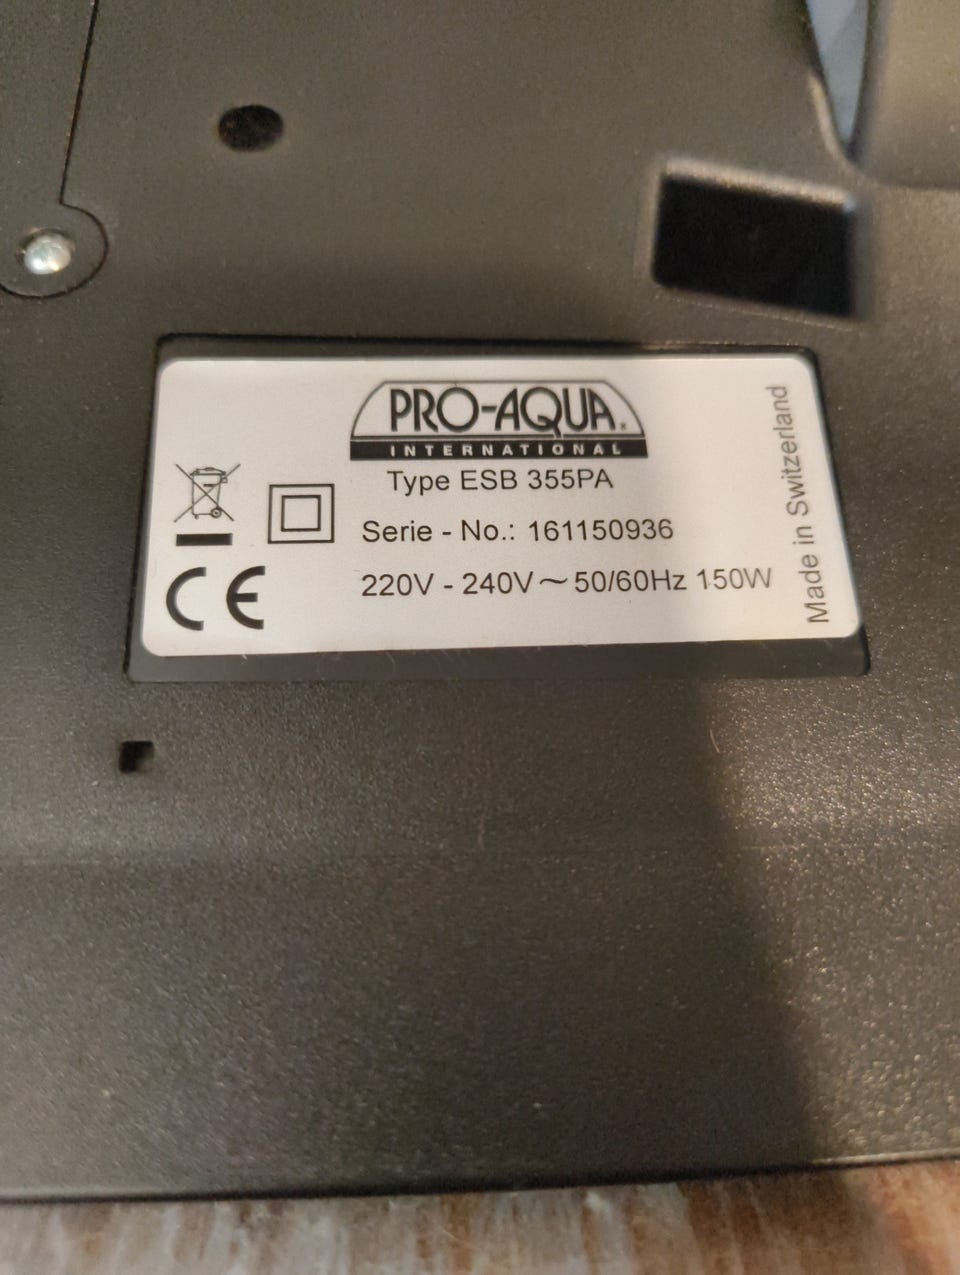 PRO-AQUA
INTERNATIONAL
Type ESB 355PA
Serie - No.: 161150936
220V - 240V ~ 50/60Hz 150W
CE
Made in Switzerland